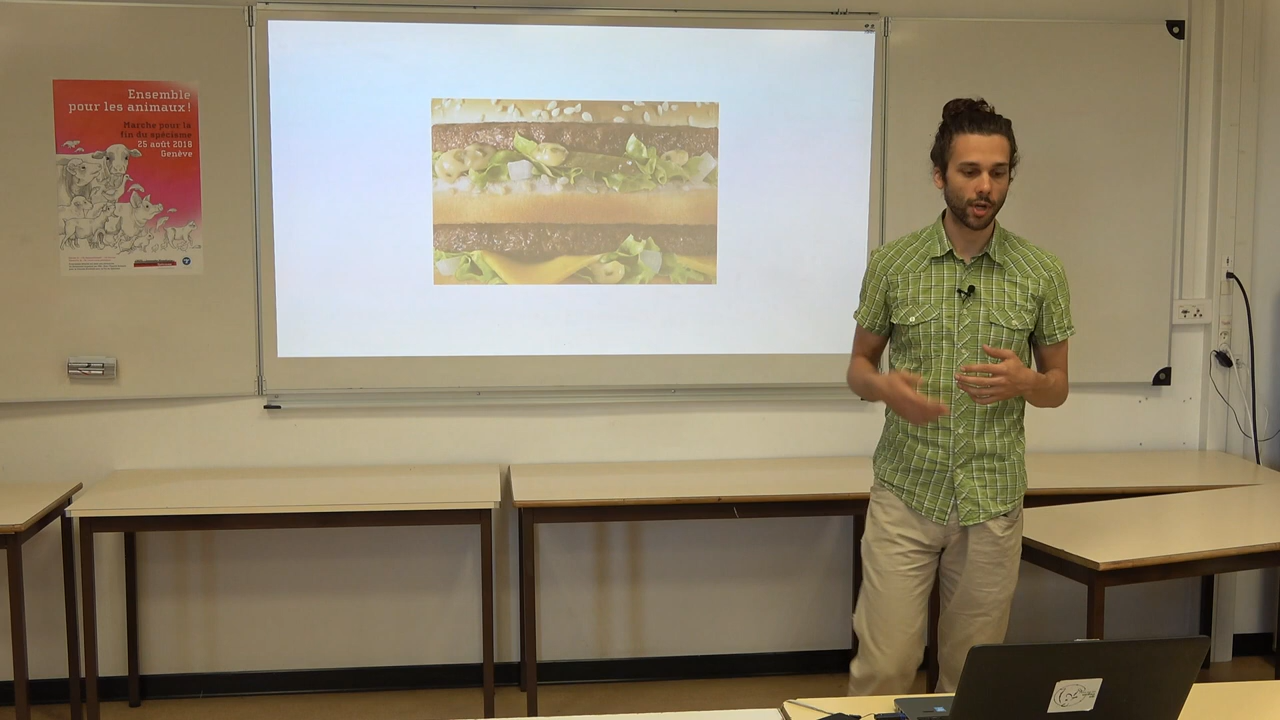 Ensemble
pour les animaux!
Marche pour la
fin du spécisme
25 août 2018
Genève